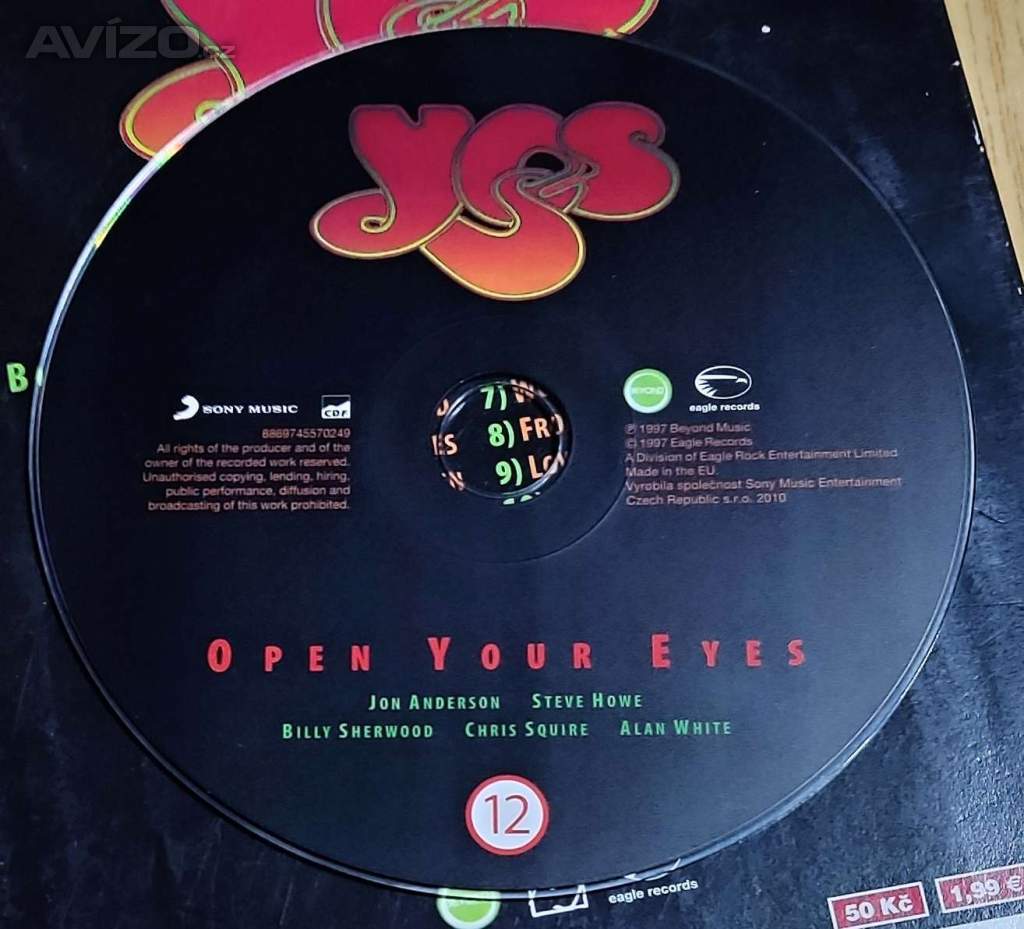 AVÍZO.cz
yes
B
SONY MUSIC
CDF
8869745570249
All rights of the producer and of the
owner of the recorded work reserved.
Unauthorised copying, lending, hiring,
public performance, diffusion and
broadcasting of this work prohibited.
7) W
8) FRO
9) LO
ES
BEYOND
eagle records
℗ 1997 Beyond Music
© 1997 Eagle Records
A Division of Eagle Rock Entertainment Limited
Made in the EU.
Vyrobila společnost Sony Music Entertainment
Czech Republic s.r.o. 2010
OPEN YOUR EYES
JON ANDERSON STEVE HOWE
BILLY SHERWOOD CHRIS SQUIRE ALAN WHITE
12
eagle records
50 Kč
1,99 €